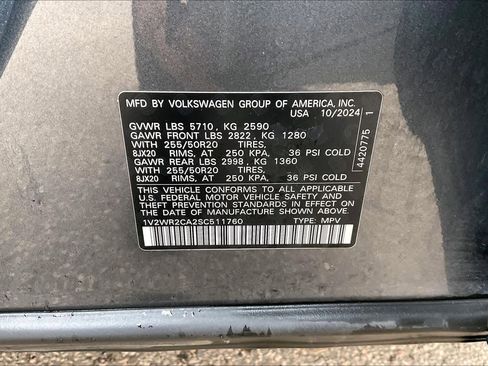 MFD BY VOLKSWAGEN GROUP OF AMERICA, INC.
USA 10/2024
GVWR LBS 5710, KG 2590
GAWR FRONT LBS 2822, KG 1280
WITH 255/50R20 TIRES,
8JX20 RIMS, AT 250 KPA, 36 PSI COLD
GAWR REAR LBS 2998, KG 1360
WITH 255/50R20 TIRES,
8JX20 RIMS, AT 250 KPA, 36 PSI COLD
THIS VEHICLE CONFORMS TO ALL APPLICABLE
U.S. FEDERAL MOTOR VEHICLE SAFETY AND
THEFT PREVENTION STANDARDS IN EFFECT ON
THE DATE OF MANUFACTURE SHOWN ABOVE.
1V2WR2CA2SC511760 TYPE: MPV
4420775 1